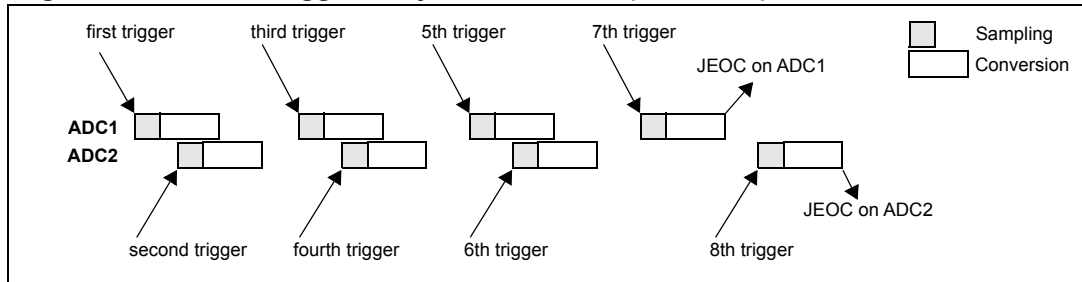 first trigger
third trigger
5th trigger
7th trigger
Sampling
Conversion
JEOC on ADC1
ADC1
ADC2
JEOC on ADC2
second trigger
fourth trigger
6th trigger
8th trigger